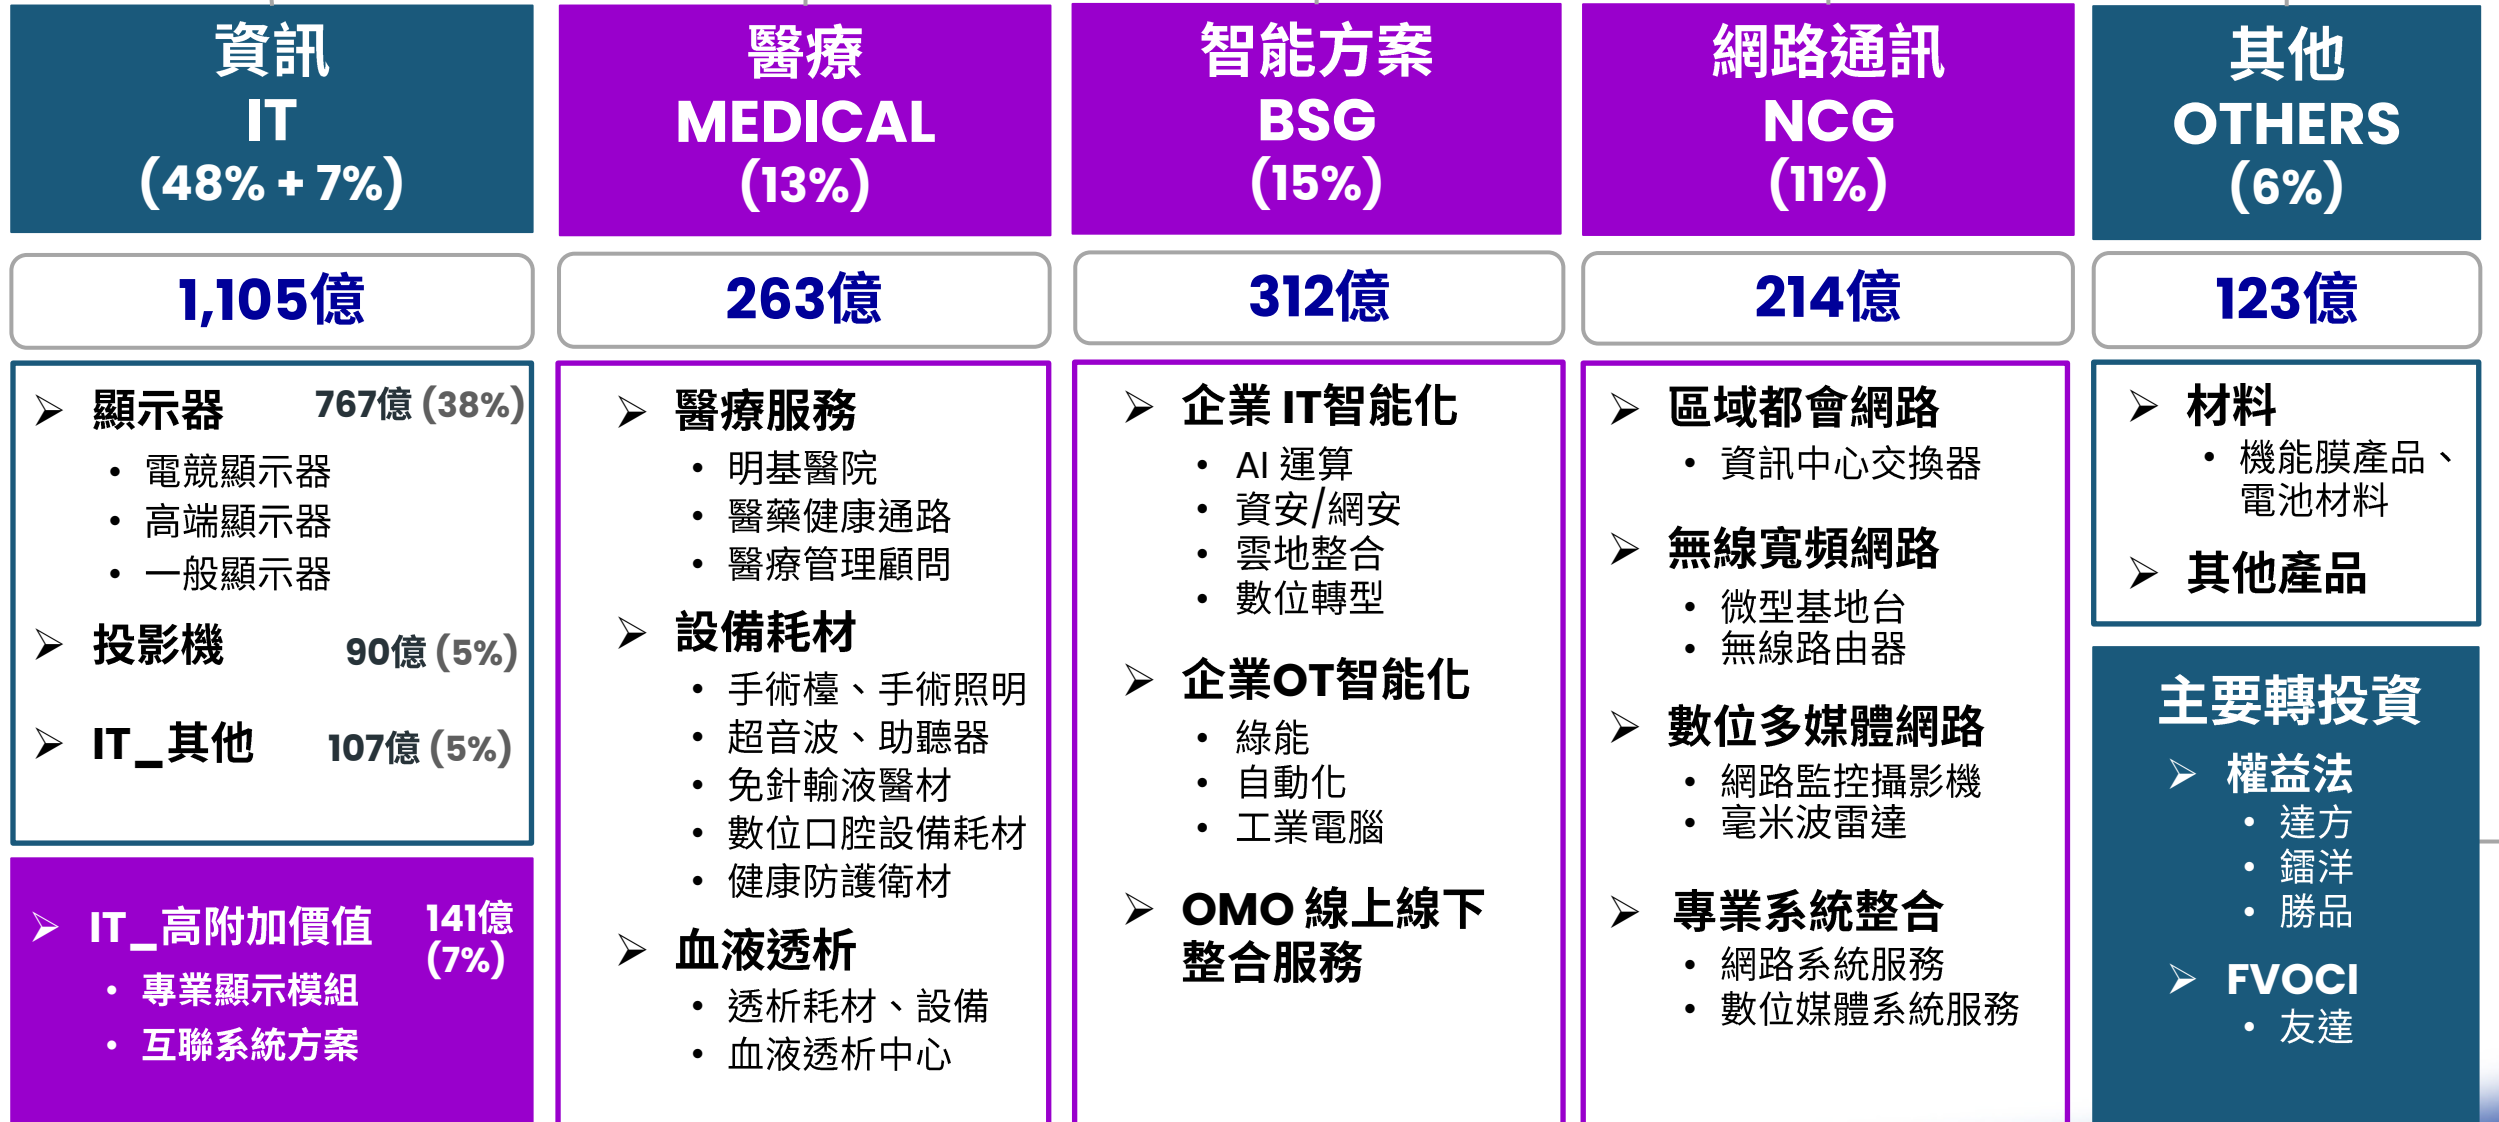 資訊
IT
(48% + 7%)
1,105億
➢ 顯示器 767億 (38%)
• 電競顯示器
• 高端顯示器
• 一般顯示器
➢ 投影機 90億 (5%)
➢ IT_其他 107億 (5%)
➢ IT_高附加價值 141億
(7%)
• 專業顯示模組
• 互聯系統方案
醫療
MEDICAL
(13%)
263億
➢ 醫療服務
• 明基醫院
• 醫藥健康通路
• 醫療管理顧問
➢ 設備耗材
• 手術檯、手術照明
• 超音波、助聽器
• 免針輸液醫材
• 數位口腔設備耗材
• 健康防護衛材
➢ 血液透析
• 透析耗材、設備
• 血液透析中心
智能方案
BSG
(15%)
312億
➢ 企業 IT智能化
• AI 運算
• 資安/網安
• 雲地整合
• 數位轉型
➢ 企業OT智能化
• 綠能
• 自動化
• 工業電腦
➢ OMO 線上線下
整合服務
網路通訊
NCG
(11%)
214億
➢ 區域都會網路
• 資訊中心交換器
➢ 無線寬頻網路
• 微型基地台
• 無線路由器
➢ 數位多媒體網路
• 網路監控攝影機
• 毫米波雷達
➢ 專業系統整合
• 網路系統服務
• 數位媒體系統服務
其他
OTHERS
(6%)
123億
➢ 材料
• 機能膜產品、
電池材料
➢ 其他產品
主要轉投資
➢ 權益法
• 達方
• 鐳洋
• 勝品
➢ FVOCI
• 友達